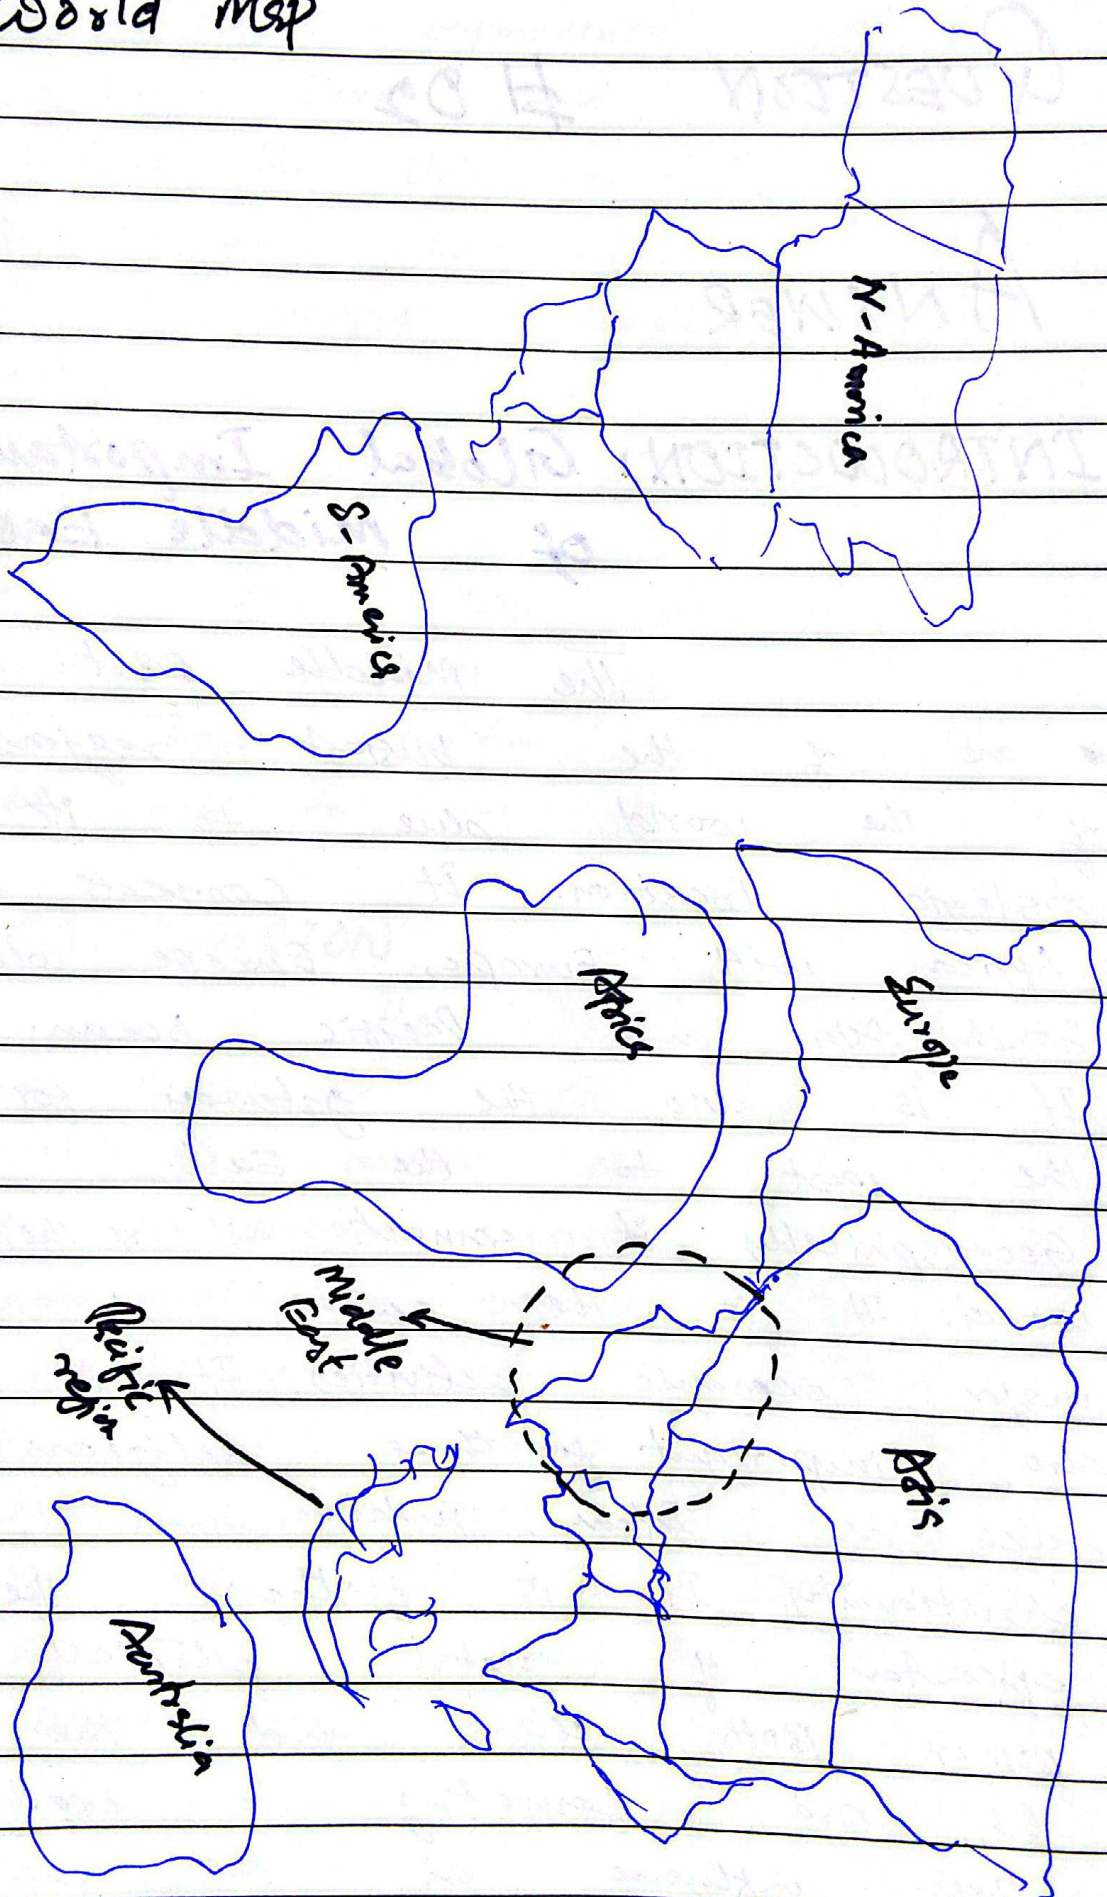 World Map
N-America
S-America
Europe
Africa
Asia
Middle
East
Pacific
region
Australia